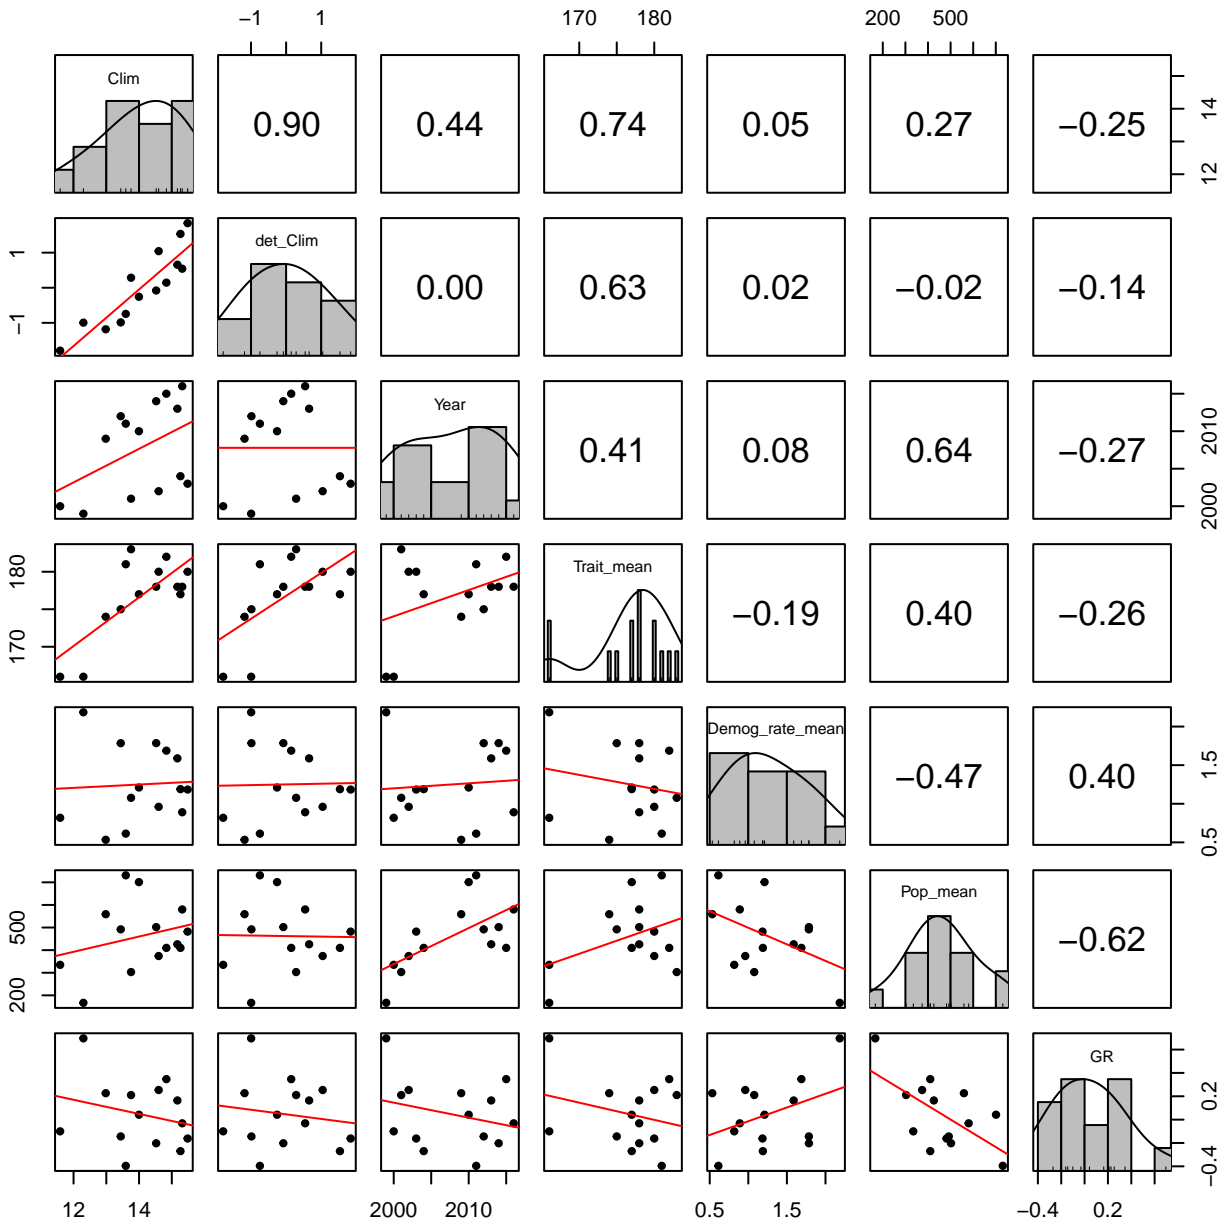 −1 1 170 180 200 500
Clim 0.90 0.44 0.74 0.05 0.27 −0.25 12 14
−1 1 det_Clim 0.00 0.63 0.02 −0.02 −0.14
Year 0.41 0.08 0.64 −0.27 2000 2010
170 180 Trait_mean −0.19 0.40 −0.26
Demog_rate_mean −0.47 0.40 0.5 1.5
200 500 Pop_mean −0.62
GR −0.4 0.2
12 14 2000 2010 0.5 1.5 −0.4 0.2